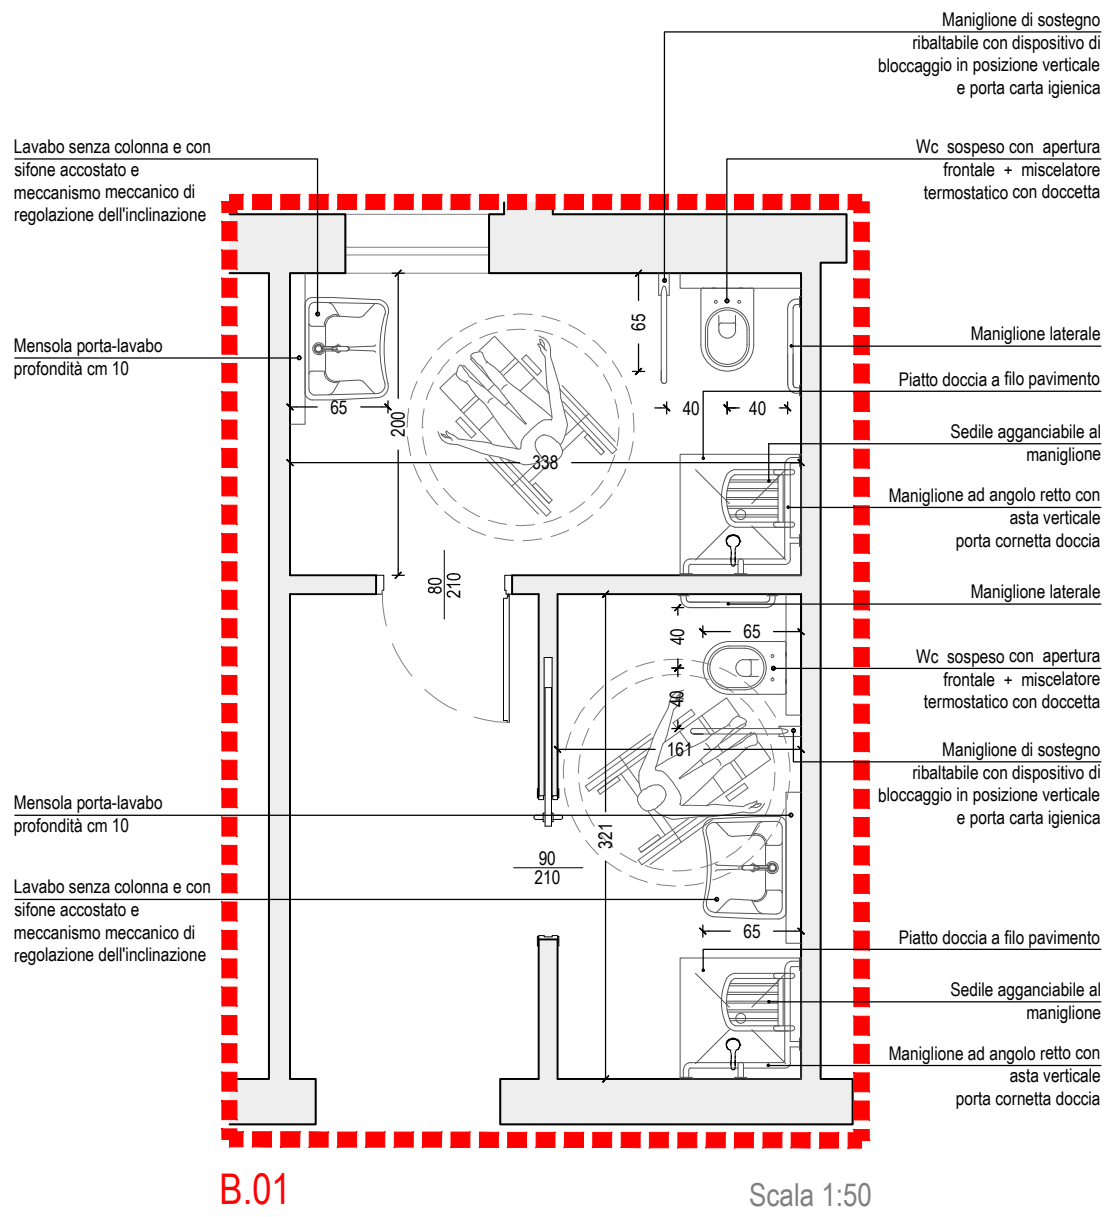 Maniglione di sostegno
ribaltabile con dispositivo di
bloccaggio in posizione verticale
e porta carta igienica
Lavabo senza colonna e con
sifone accostato e
meccanismo meccanico di
regolazione dell'inclinazione
Wc sospeso con apertura
frontale + miscelatore
termostatico con doccetta
Mensola porta-lavabo
profondità cm 10
Maniglione laterale
Piatto doccia a filo pavimento
Sedile agganciabile al
maniglione
Maniglione ad angolo retto con
asta verticale
porta cornetta doccia
65
65
200
40
40
338
80
210
Maniglione laterale
Wc sospeso con apertura
frontale + miscelatore
termostatico con doccetta
Maniglione di sostegno
ribaltabile con dispositivo di
bloccaggio in posizione verticale
e porta carta igienica
40
65
40
161
321
90
210
65
Mensola porta-lavabo
profondità cm 10
Lavabo senza colonna e con
sifone accostato e
meccanismo meccanico di
regolazione dell'inclinazione
Piatto doccia a filo pavimento
Sedile agganciabile al
maniglione
Maniglione ad angolo retto con
asta verticale
porta cornetta doccia
B.01
Scala 1:50